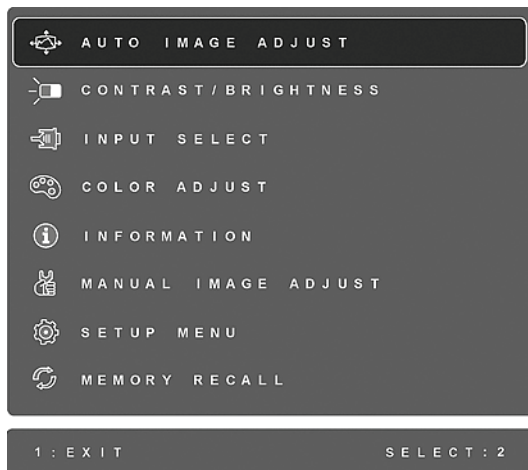 AUTO IMAGE ADJUST
CONTRAST/BRIGHTNESS
INPUT SELECT
COLOR ADJUST
INFORMATION
MANUAL IMAGE ADJUST
SETUP MENU
MEMORY RECALL
1:EXIT SELECT:2